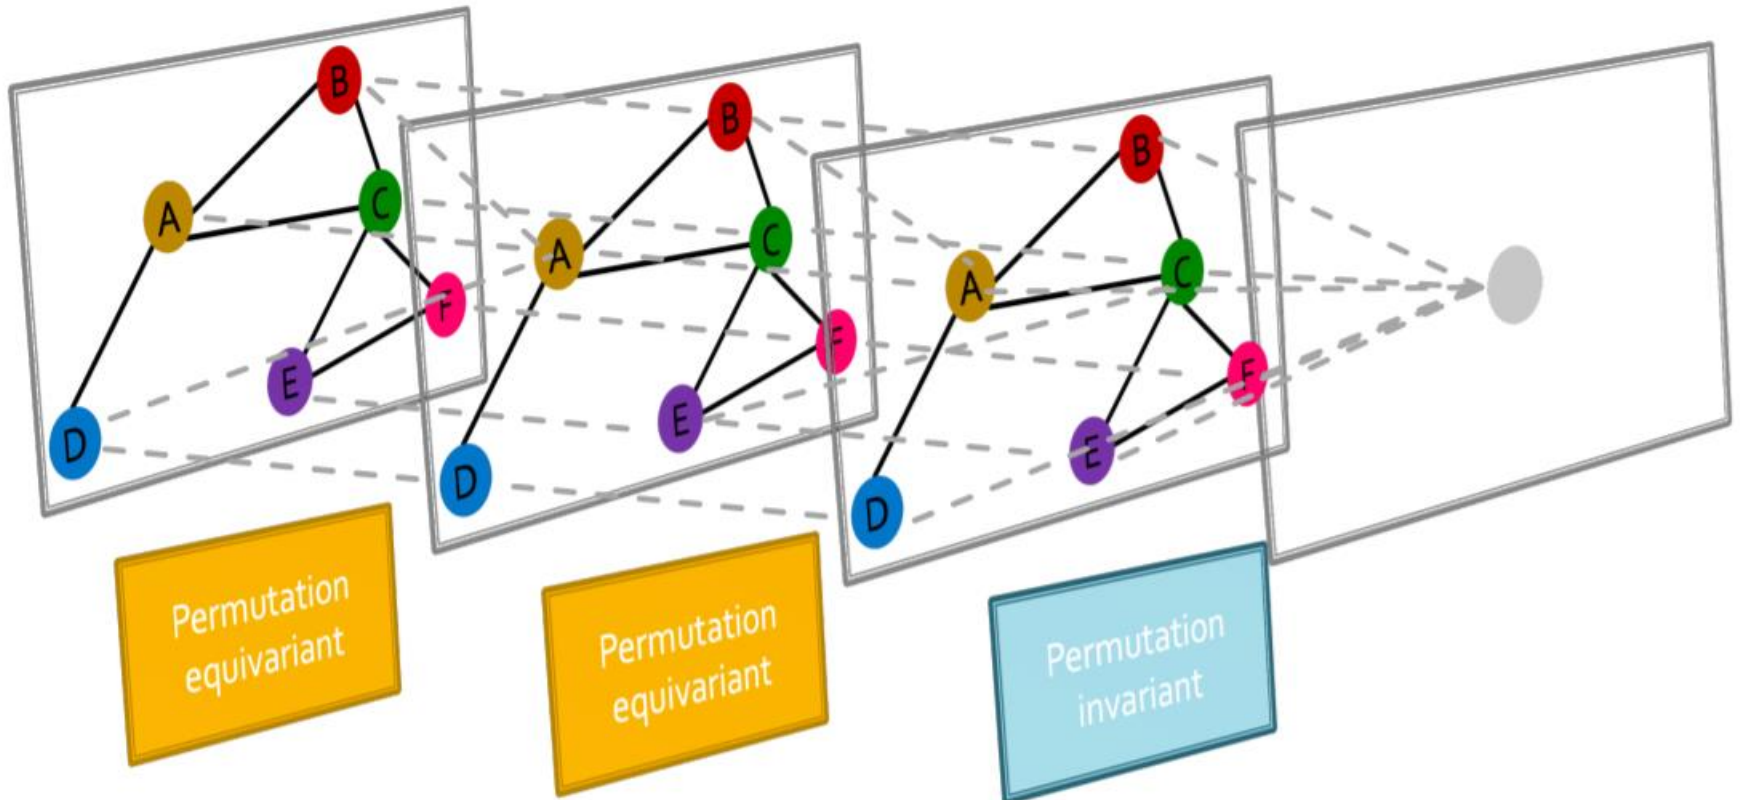 B
A
C
F
E
D
B
A
C
F
E
D
B
A
C
F
E
D
Permutation
equivariant
Permutation
equivariant
Permutation
invariant